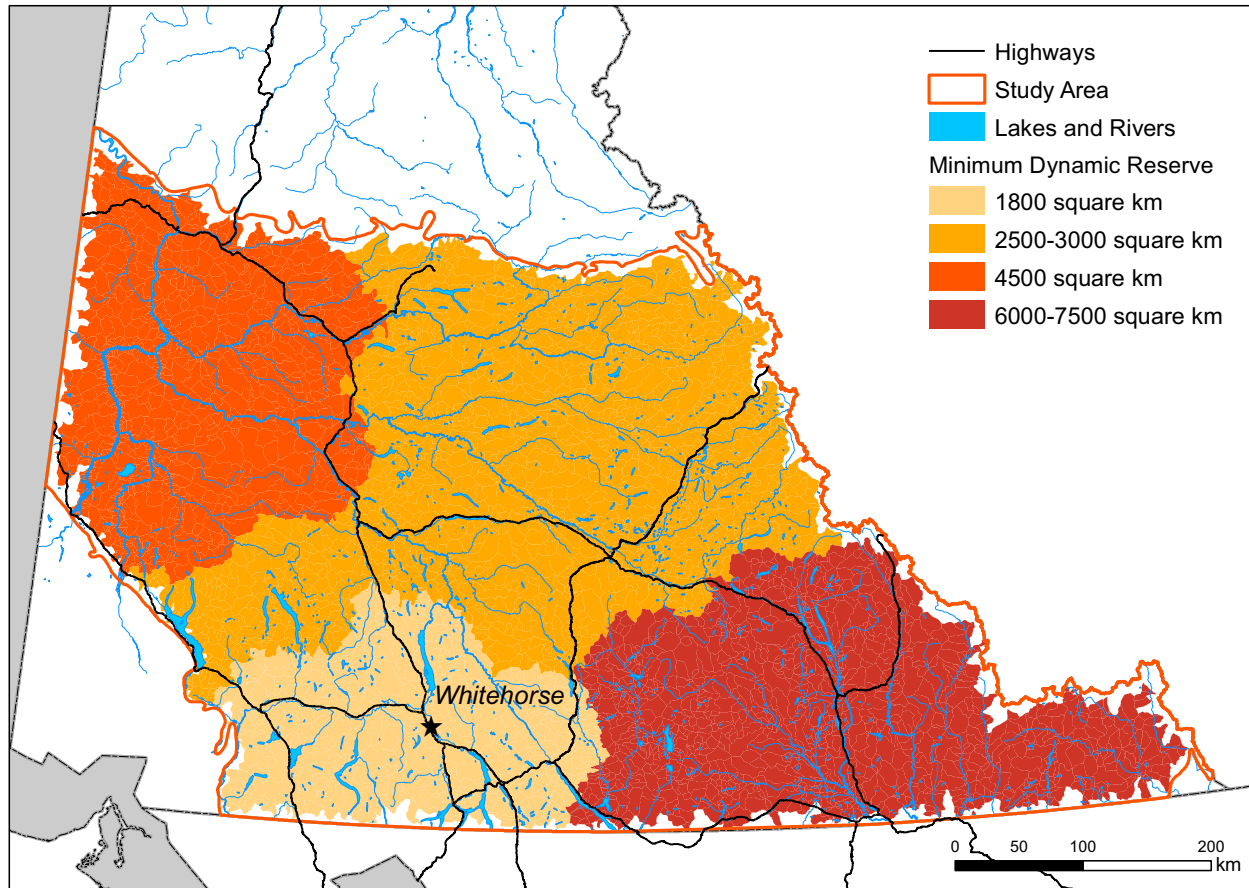 Highways
Study Area
Lakes and Rivers
Minimum Dynamic Reserve
1800 square km
2500-3000 square km
4500 square km
6000-7500 square km
Whitehorse
0 50 100 200
km